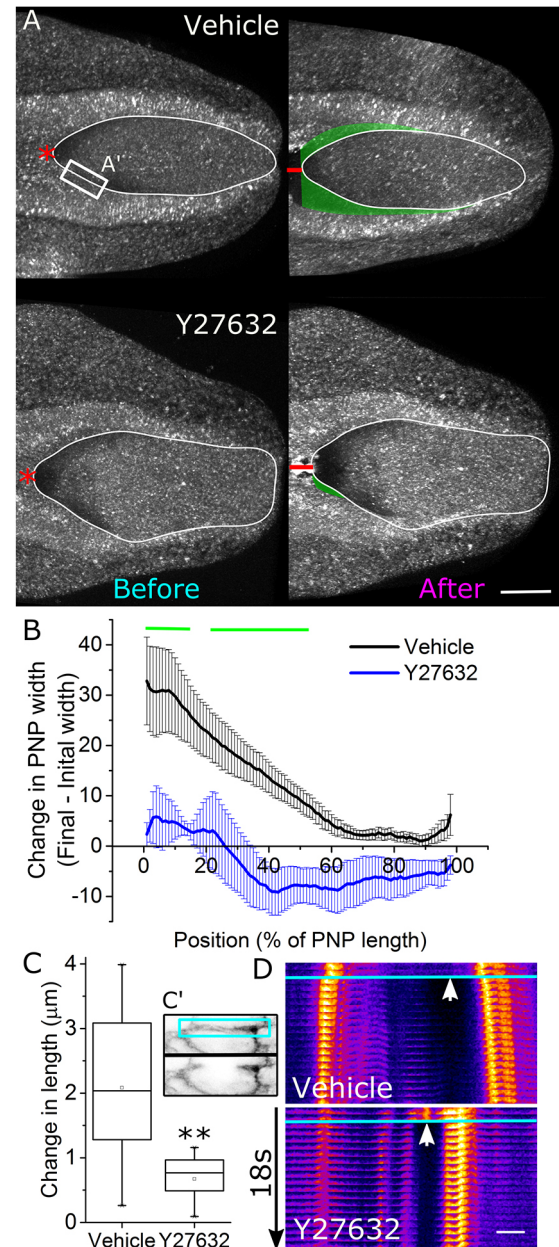 A
Vehicle
*
A'
Y27632
*
Before
After
B
40
30
20
10
0
-10
0
20
40
60
80
100
Vehicle
Y27632
Change in PNP width
(Final - Inital width)
Position (% of PNP length)
C
4
3
2
1
0
Change in length (µm)
C'
**
Vehicle
Y27632
D
Vehicle
18s
Y27632